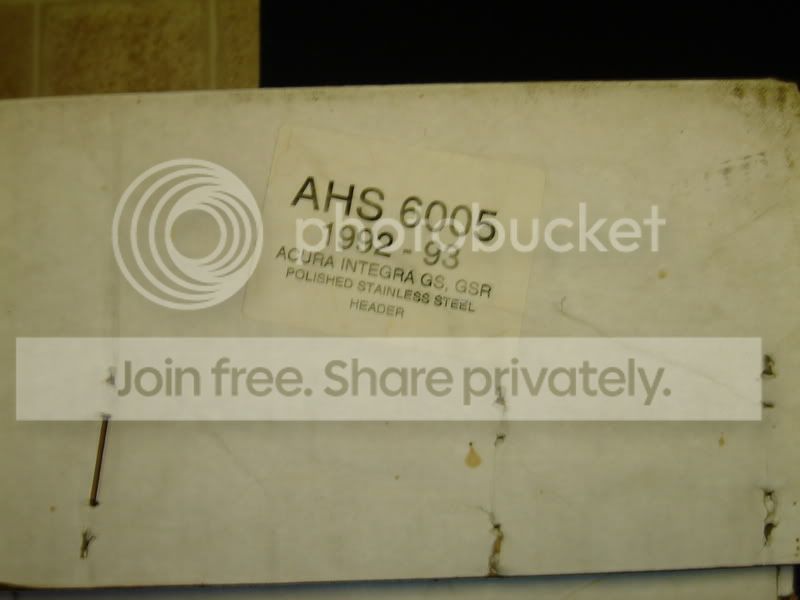 AHS 6005
1992 - 93
ACURA INTEGRA GS, GSR
POLISHED STAINLESS STEEL
HEADER
photobucket
Join free. Share privately.